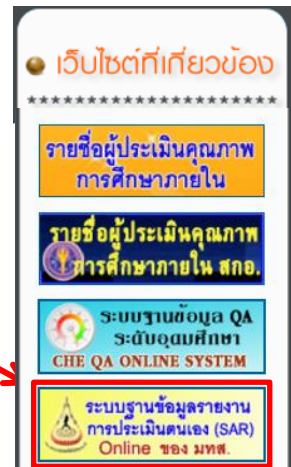 เว็บไซต์ที่เกี่ยวข้อง
************************
รายชื่อผู้ประเมินคุณภาพ
การศึกษาภายใน
รายชื่อผู้ประเมินคุณภาพ
การศึกษาภายใน สกอ.
ระบบฐานข้อมูล QA
ระดับอุดมศึกษา
CHE QA ONLINE SYSTEM
ระบบฐานข้อมูลรายงาน
การประเมินตนเอง (SAR)
Online ของ มทส.